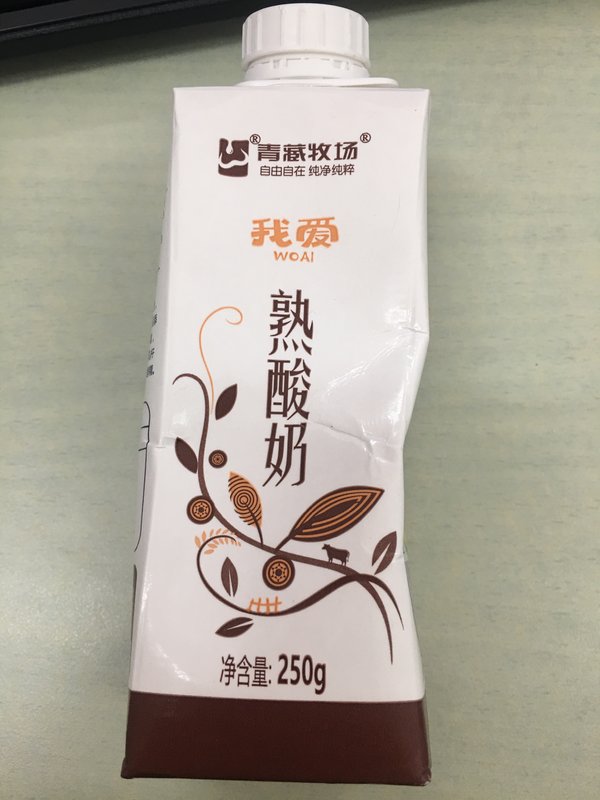 ®青藏牧场®
自由自在 纯净纯粹
我爱
WOAI
熟酸奶
净含量: 250g